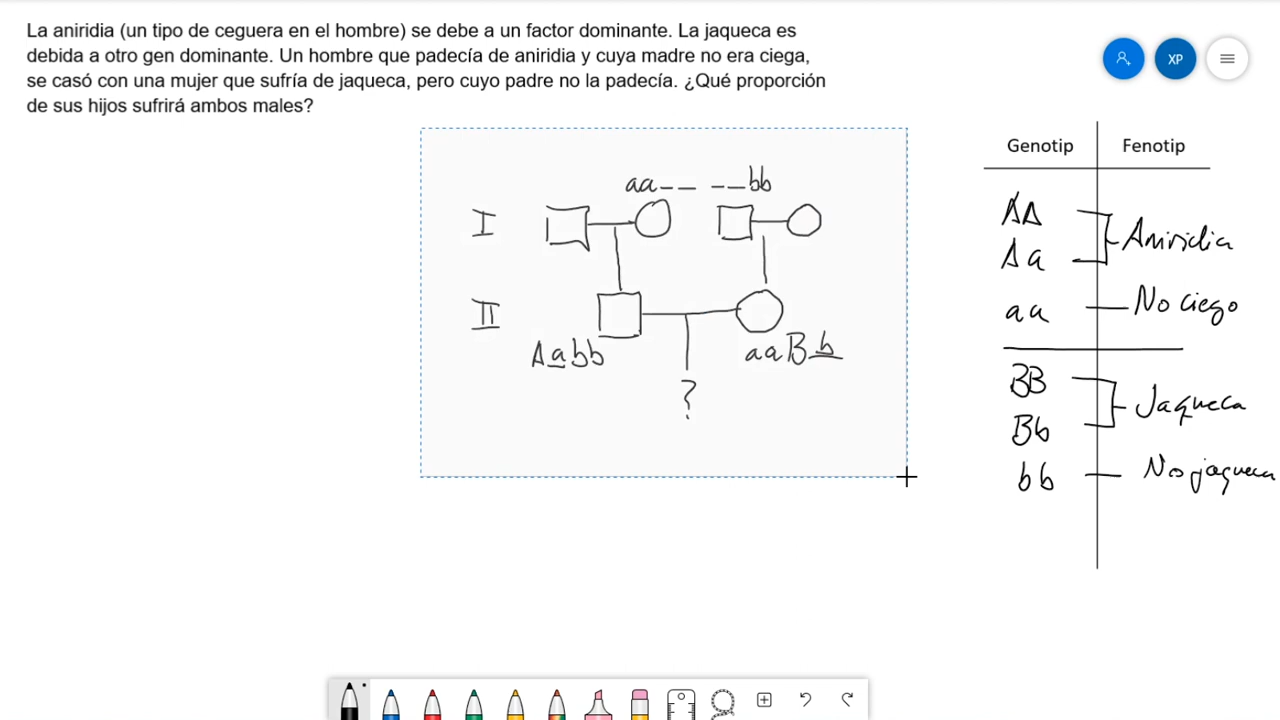 La aniridia (un tipo de ceguera en el hombre) se debe a un factor dominante. La jaqueca es
debida a otro gen dominante. Un hombre que padecía de aniridia y cuya madre no era ciega,
se casó con una mujer que sufría de jaqueca, pero cuyo padre no la padecía. ¿Qué proporción
de sus hijos sufrirá ambos males?
XP
aa_ _ _ _bb
I
II
Aabb aaBb
?
Genotip Fenotip
AA
Aa
Aniridia
aa No ciego
BB
Bb
Jaqueca
bb No jaqueca